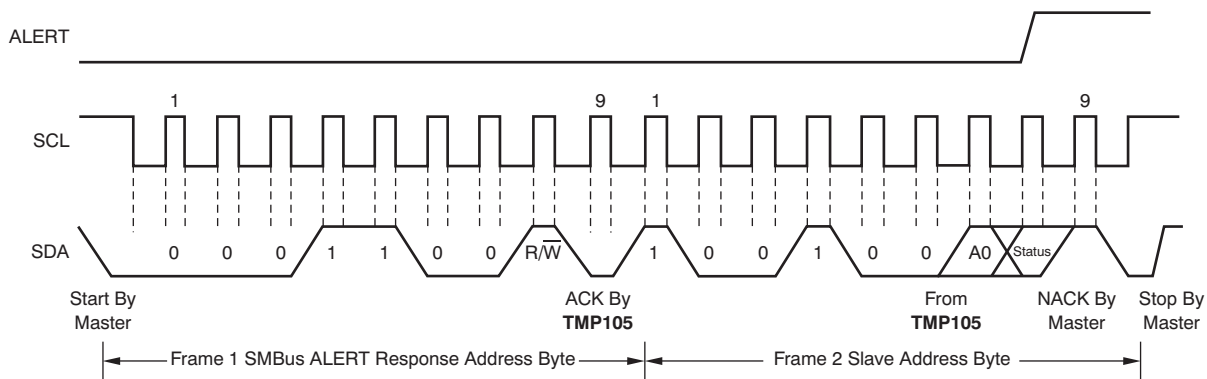 ALERT
1 9 1 9
SCL
SDA
0 0 0 1 1 0 0 R/W̅ 1 0 0 1 0 0 A0 Status
Start By
Master
ACK By
TMP105
From
TMP105
NACK By
Master
Stop By
Master
Frame 1 SMBus ALERT Response Address Byte
Frame 2 Slave Address Byte